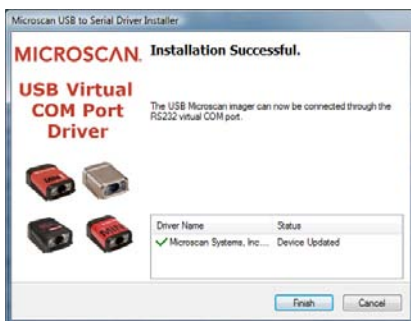 Microscan USB to Serial Driver Installer
MICROSCAN.
Installation Successful.
USB Virtual
COM Port
Driver
The USB Microscan imager can now be connected through the
RS232 virtual COM port.
Driver Name Status
Microscan Systems, Inc... Device Updated
Finish Cancel